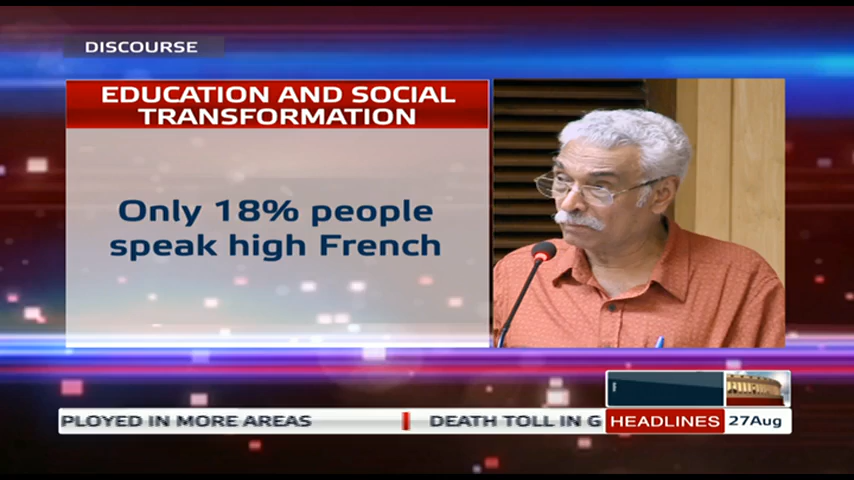 DISCOURSE
EDUCATION AND SOCIAL
TRANSFORMATION
Only 18% people
speak high French
PLOYED IN MORE AREAS
DEATH TOLL IN G
HEADLINES
27Aug